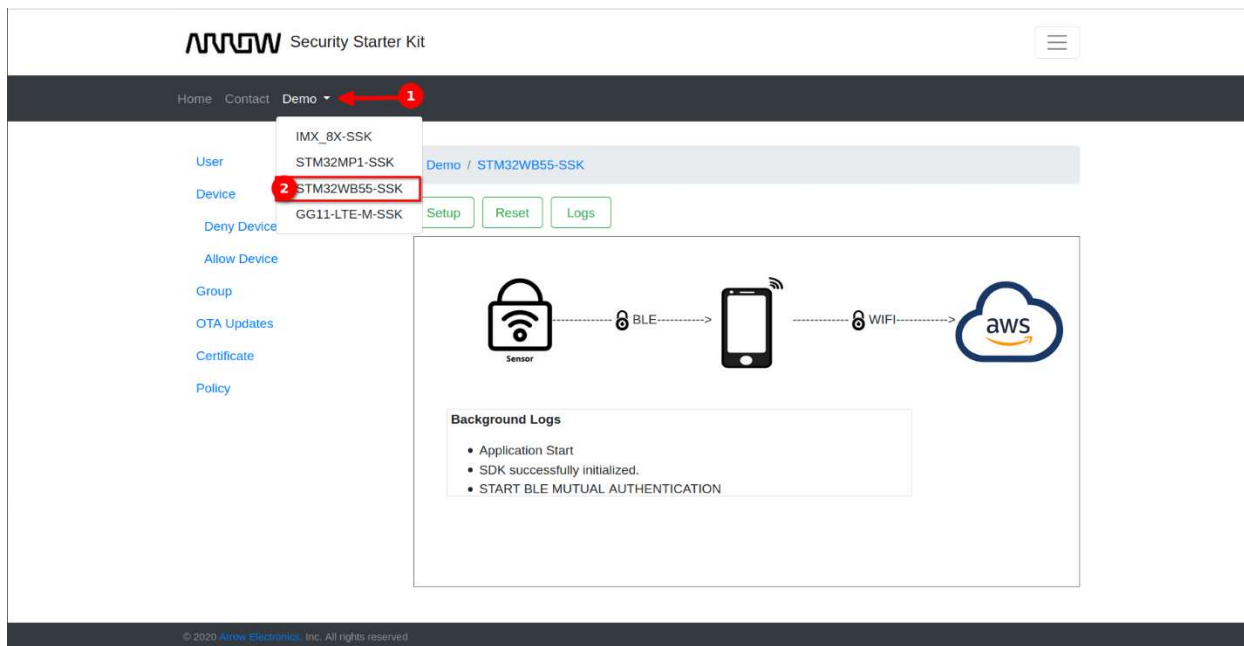 ARROW Security Starter Kit
Home Contact Demo 1
IMX_8X-SSK
STM32MP1-SSK
2 STM32WB55-SSK
GG11-LTE-M-SSK
User
Device
Deny Device
Allow Device
Group
OTA Updates
Certificate
Policy
Demo / STM32WB55-SSK
Setup Reset Logs
Sensor
---------------- BLE----------->
--------------- WIFI----------->
aws
Background Logs
• Application Start
• SDK successfully initialized.
• START BLE MUTUAL AUTHENTICATION
© 2020 Arrow Electronics, Inc. All rights reserved